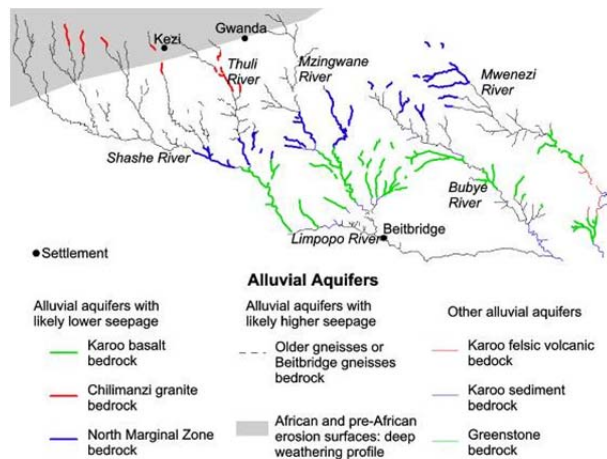 Kezi
Gwanda
Thuli
River
Mzingwane
River
Mwenezi
River
Shashe River
Bubye
River
Limpopo River
Beitbridge
Settlement
Alluvial Aquifers
Alluvial aquifers with
likely lower seepage
Karoo basalt
bedrock
Chilimanzi granite
bedrock
North Marginal Zone
bedrock
Alluvial aquifers with
likely higher seepage
Older gneisses or
Beitbridge gneisses
bedrock
African and pre-African
erosion surfaces: deep
weathering profile
Other alluvial aquifers
Karoo felsic volcanic
bedock
Karoo sediment
bedrock
Greenstone
bedrock